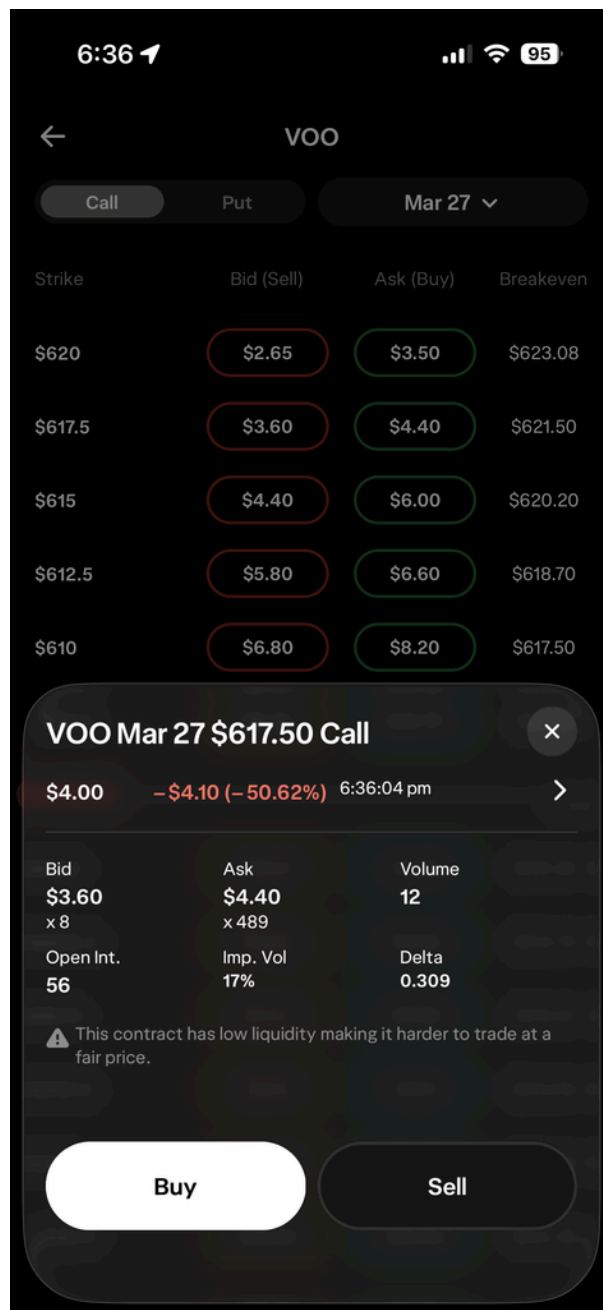 6:36 95
VOO
Call Put Mar 27
Strike Bid (Sell) Ask (Buy) Breakeven
$620 $2.65 $3.50 $623.08
$617.5 $3.60 $4.40 $621.50
$615 $4.40 $6.00 $620.20
$612.5 $5.80 $6.60 $618.70
$610 $6.80 $8.20 $617.50
VOO Mar 27 $617.50 Call
$4.00 –$4.10 (–50.62%) 6:36:04 pm
Bid Ask Volume
$3.60 $4.40 12
x 8 x 489
Open Int. Imp. Vol Delta
56 17% 0.309
This contract has low liquidity making it harder to trade at a
fair price.
Buy Sell